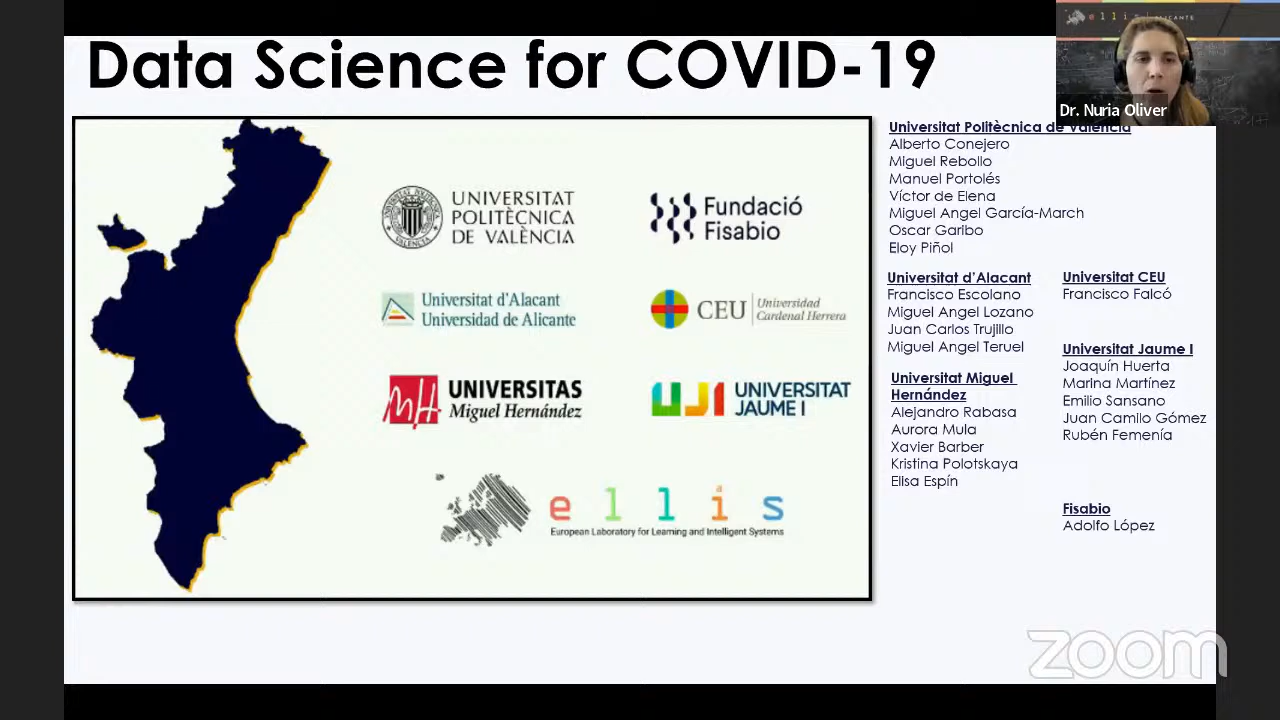 Data Science for COVID-19
ellis | ALICANTE
Dr. Nuria Oliver
UNIVERSITAT
POLITÈCNICA
DE VALÈNCIA
Fundació
Fisabio
Universitat d'Alacant
Universidad de Alicante
CEU
Universidad
Cardenal Herrera
MH
UNIVERSITAS
Miguel Hernández
UJI
UNIVERSITAT
JAUME I
ellis
European Laboratory for Learning and Intelligent Systems
Universitat Politècnica de València
Alberto Conejero
Miguel Rebollo
Manuel Portolés
Víctor de Elena
Miguel Angel García-March
Oscar Garibo
Eloy Piñol
Universitat d'Alacant
Francisco Escolano
Miguel Angel Lozano
Juan Carlos Trujillo
Miguel Angel Teruel
Universitat Miguel
Hernández
Alejandro Rabasa
Aurora Mula
Xavier Barber
Kristina Polotskaya
Elisa Espín
Universitat CEU
Francisco Falcó
Universitat Jaume I
Joaquín Huerta
Marina Martínez
Emilio Sansano
Juan Camilo Gómez
Rubén Femenía
Fisabio
Adolfo López
zoom